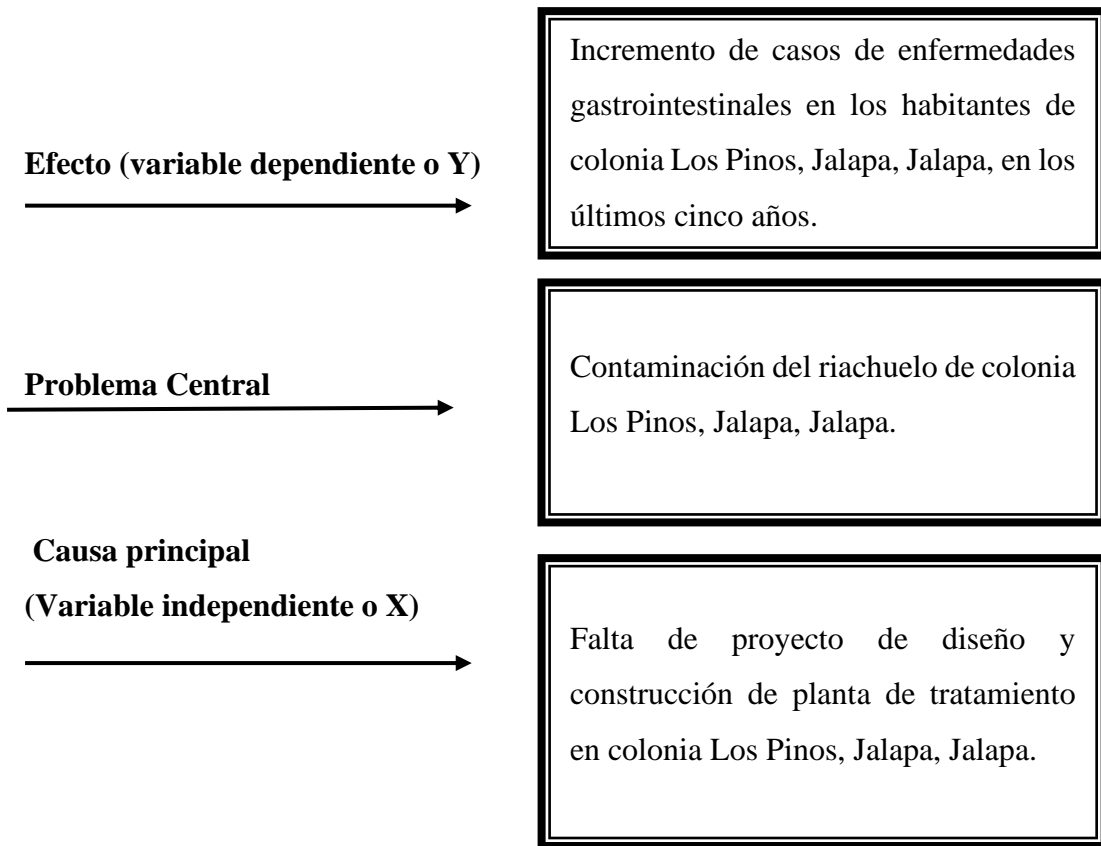 Efecto (variable dependiente o Y)
Incremento de casos de enfermedades
gastrointestinales en los habitantes de
colonia Los Pinos, Jalapa, Jalapa, en los
últimos cinco años.
Problema Central
Contaminación del riachuelo de colonia
Los Pinos, Jalapa, Jalapa.
Causa principal
(Variable independiente o X)
Falta de proyecto de diseño y
construcción de planta de tratamiento
en colonia Los Pinos, Jalapa, Jalapa.